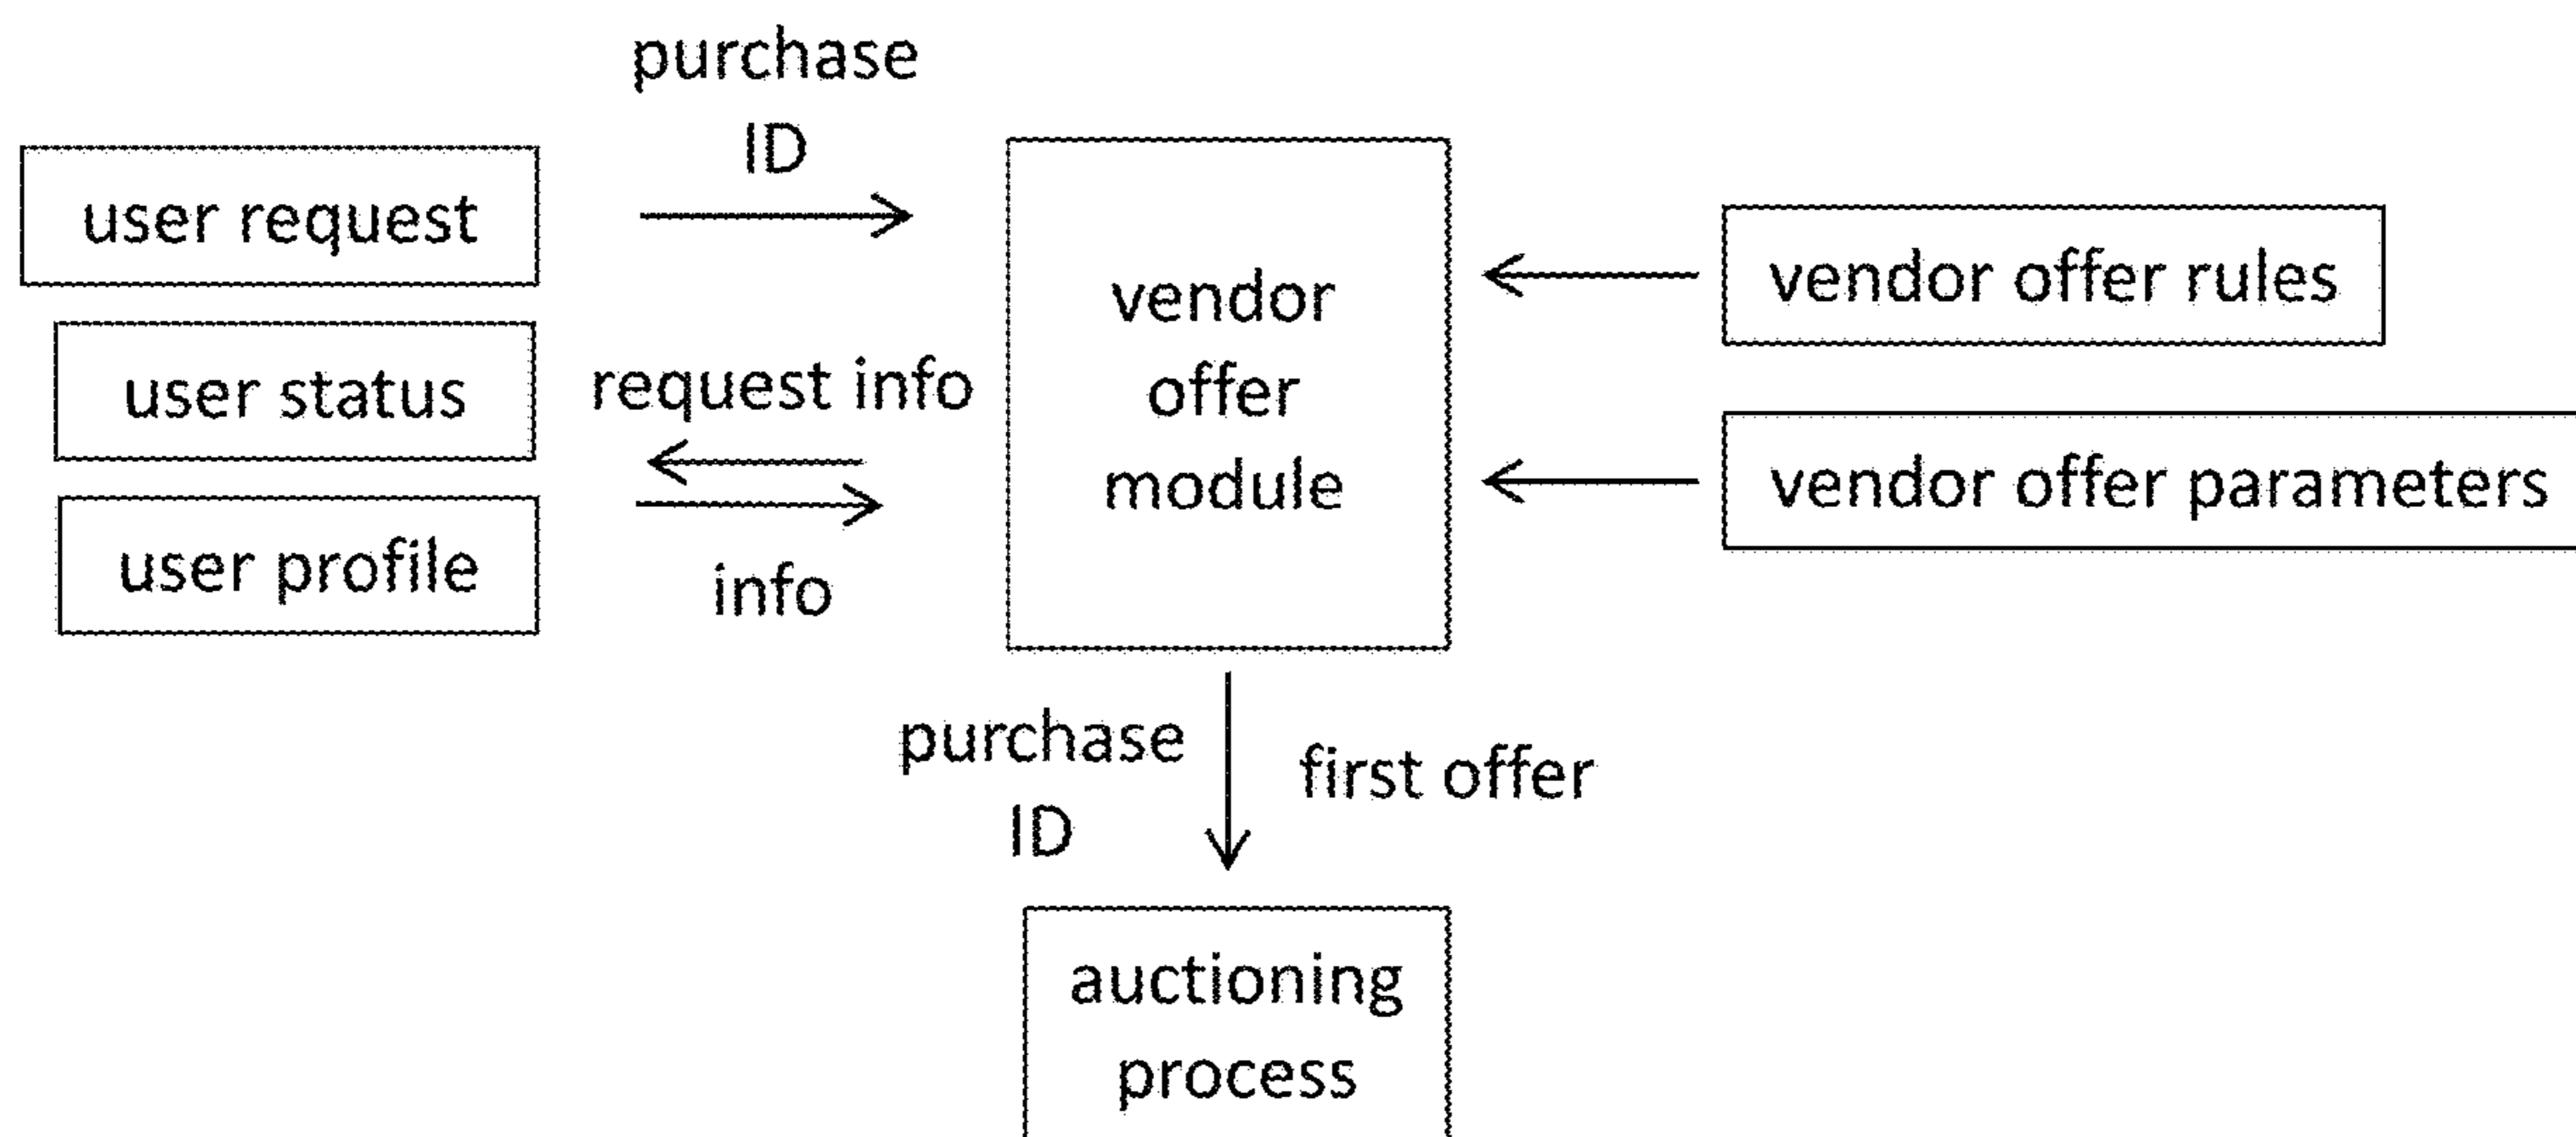 purchase
ID
user request
user status
user profile
request info
info
vendor
offer
module
vendor offer rules
vendor offer parameters
purchase
ID
first offer
auctioning
process